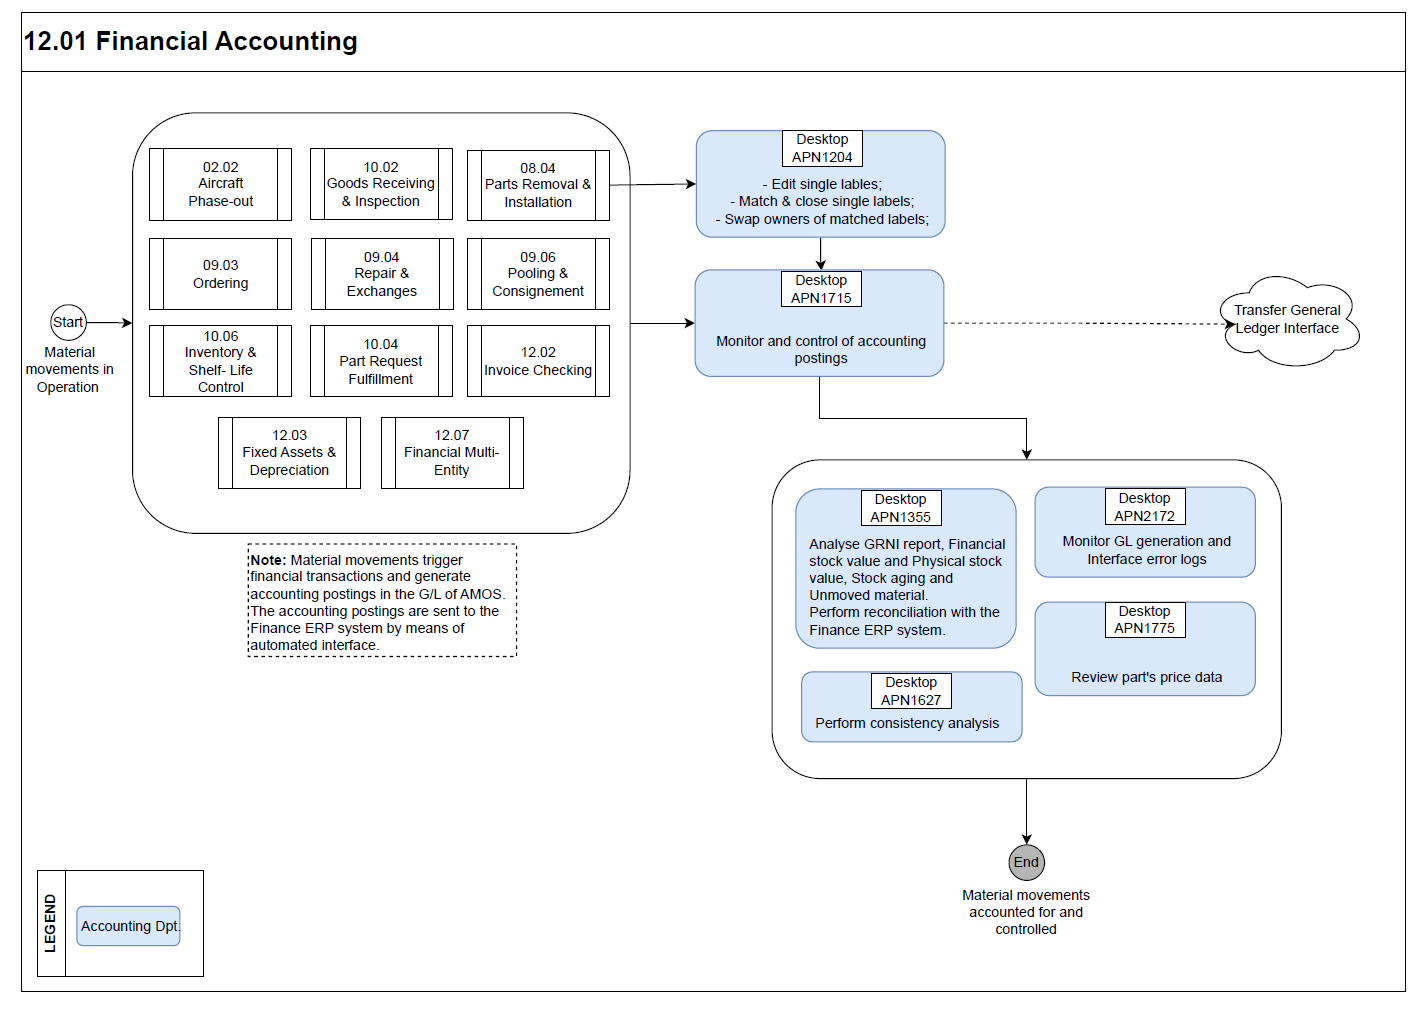 12.01 Financial Accounting
Start
Material
movements in
Operation
02.02
Aircraft
Phase-out
10.02
Goods Receiving
& Inspection
08.04
Parts Removal &
Installation
09.03
Ordering
09.04
Repair &
Exchanges
09.06
Pooling &
Consignement
10.06
Inventory &
Shelf- Life
Control
10.04
Part Request
Fulfillment
12.02
Invoice Checking
12.03
Fixed Assets &
Depreciation
12.07
Financial Multi-
Entity
Note: Material movements trigger
financial transactions and generate
accounting postings in the G/L of AMOS.
The accounting postings are sent to the
Finance ERP system by means of
automated interface.
Desktop
APN1204
- Edit single lables;
- Match & close single labels;
- Swap owners of matched labels;
Desktop
APN1715
Monitor and control of accounting
postings
Transfer General
Ledger Interface
Desktop
APN1355
Analyse GRNI report, Financial
stock value and Physical stock
value, Stock aging and
Unmoved material.
Perform reconciliation with the
Finance ERP system.
Desktop
APN2172
Monitor GL generation and
Interface error logs
Desktop
APN1775
Review part's price data
Desktop
APN1627
Perform consistency analysis
End
Material movements
accounted for and
controlled
LEGEND
Accounting Dpt.